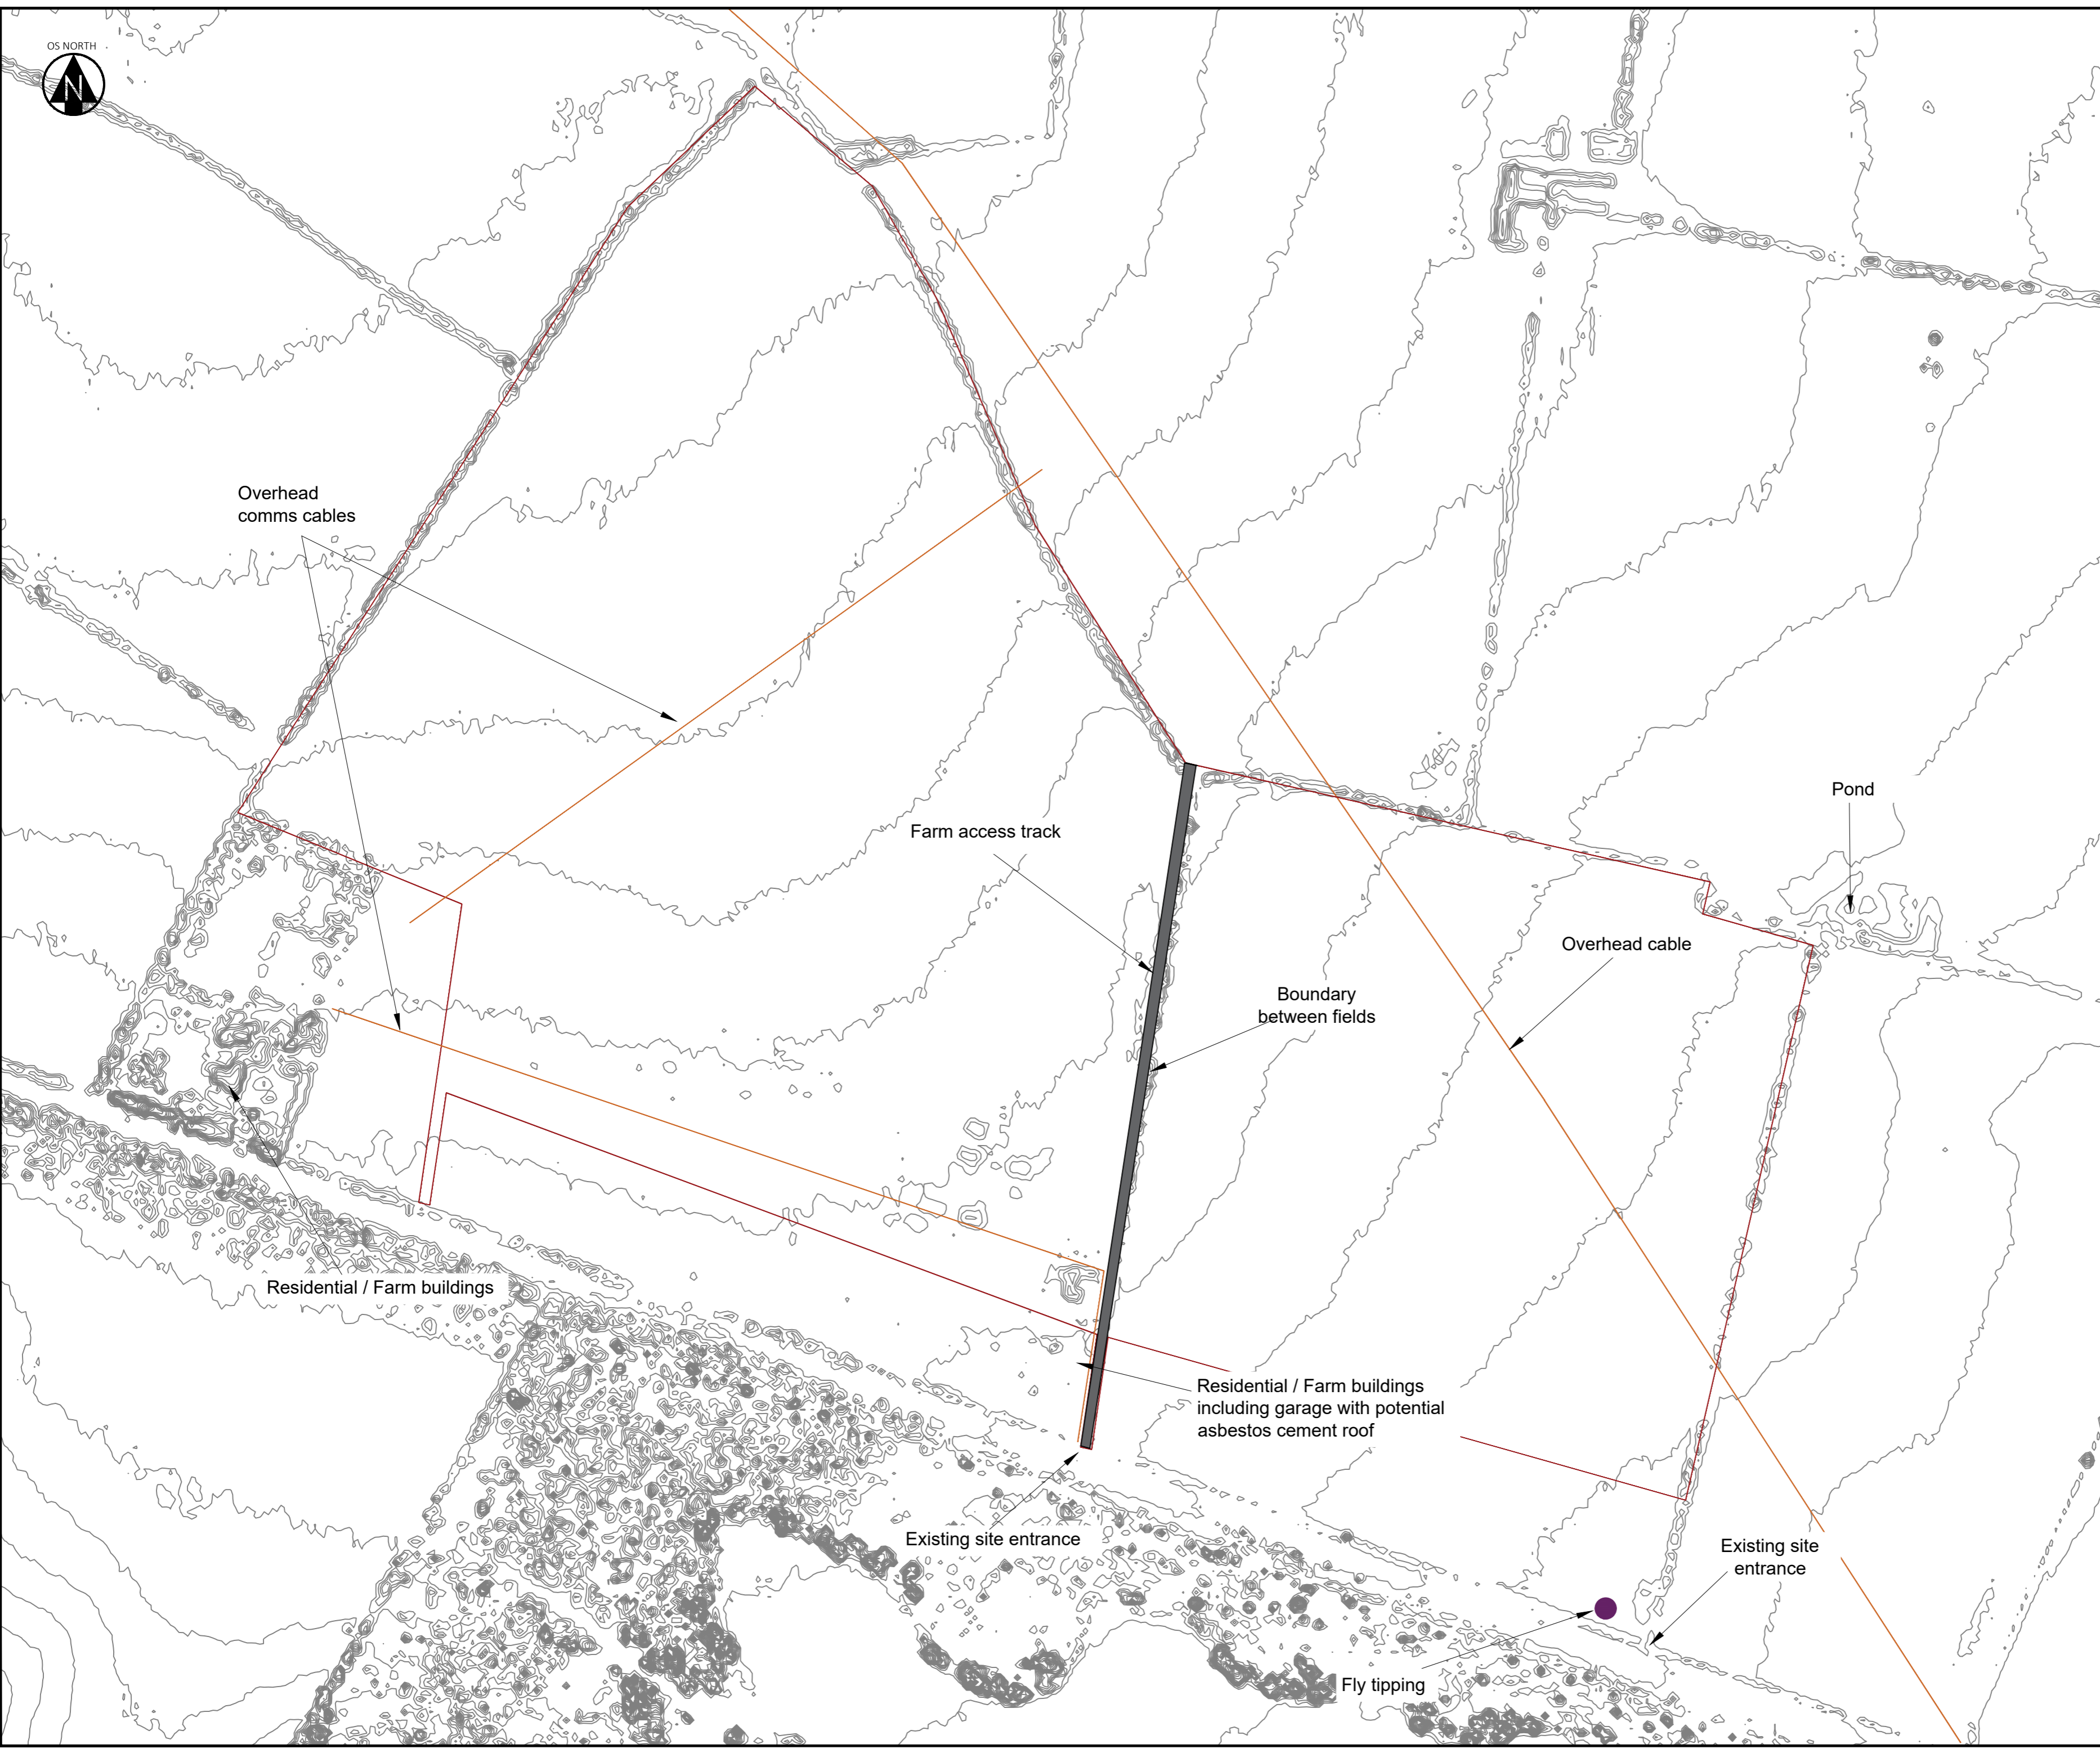 OS NORTH
N
Overhead
comms cables
Pond
Farm access track
Overhead cable
Boundary
between fields
Residential / Farm buildings
Residential / Farm buildings
including garage with potential
asbestos cement roof
Existing site entrance
Existing site
entrance
Fly tipping